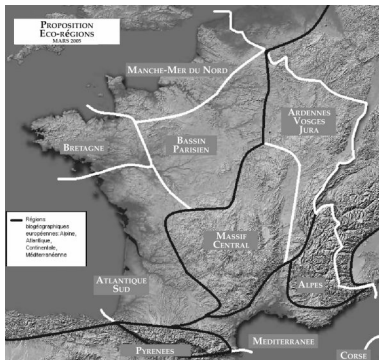 PROPOSITION
ECO-RÉGIONS
MARS 2005
MANCHE-MER DU NORD
ARDENNES
VOSGES
JURA
BRETAGNE
BASSIN
PARISIEN
Régions
biogéographiques
européennes: Alpine,
Atlantique,
Continentale,
Méditerranéenne
MASSIF
CENTRAL
ATLANTIQUE
SUD
ALPES
MEDITERRANEE
PYRENEES
CORSE